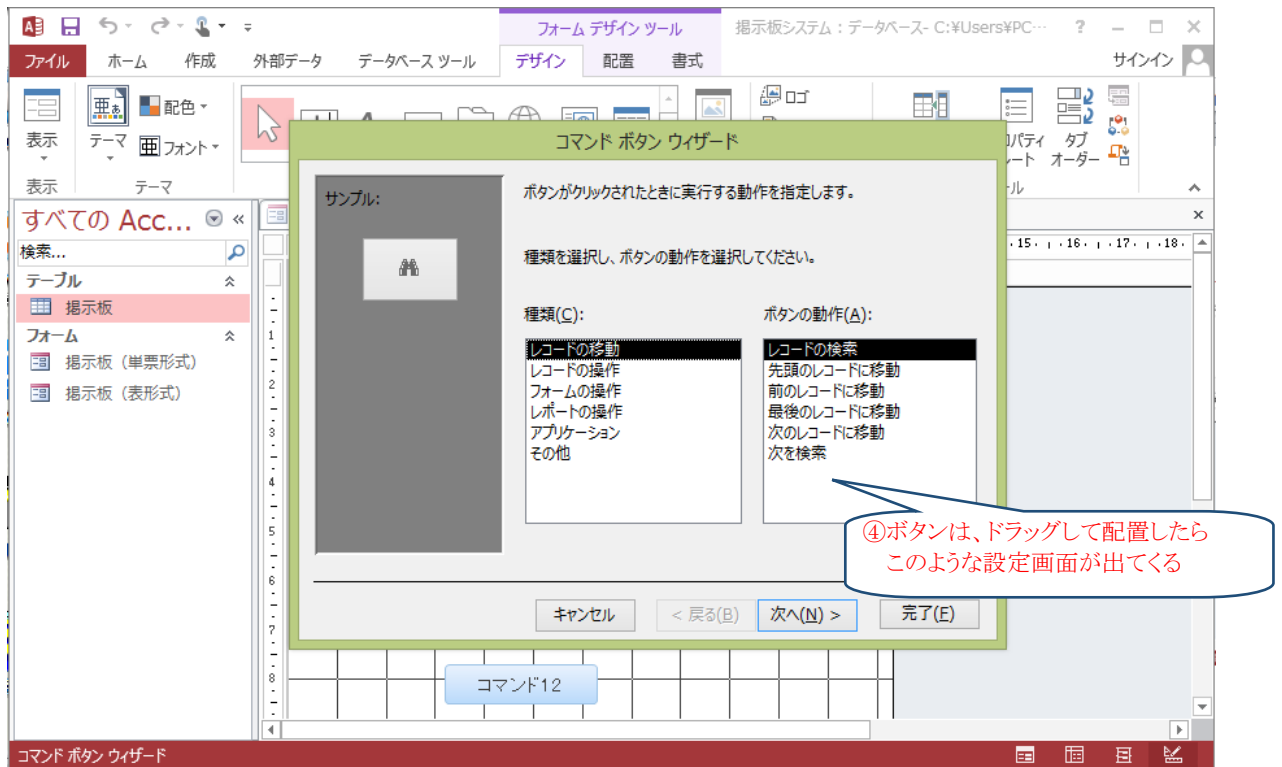 フォーム デザイン ツール
掲示板システム : データベース- C:¥Users¥PC…
?
ファイル
ホーム
作成
外部データ
データベース ツール
デザイン
配置
書式
サインイン
表示
テーマ
亜あ
配色
亜 フォント
ロゴ
タブ
オーダー
表示
テーマ
コマンド ボタン ウィザード
すべての Acc...
検索...
テーブル
掲示板
フォーム
掲示板（単票形式）
掲示板（表形式）
サンプル:
ボタンがクリックされたときに実行する動作を指定します。
種類を選択し、ボタンの動作を選択してください。
種類(C):
ボタンの動作(A):
レコードの移動
レコードの操作
フォームの操作
レポートの操作
アプリケーション
その他
レコードの検索
先頭のレコードに移動
前のレコードに移動
最後のレコードに移動
次のレコードに移動
次を検索
④ボタンは、ドラッグして配置したら
このような設定画面が出てくる
キャンセル
< 戻る(B)
次へ(N) >
完了(F)
15 16 17 18
1
2
3
4
5
6
7
8
コマンド12
コマンド ボタン ウィザード